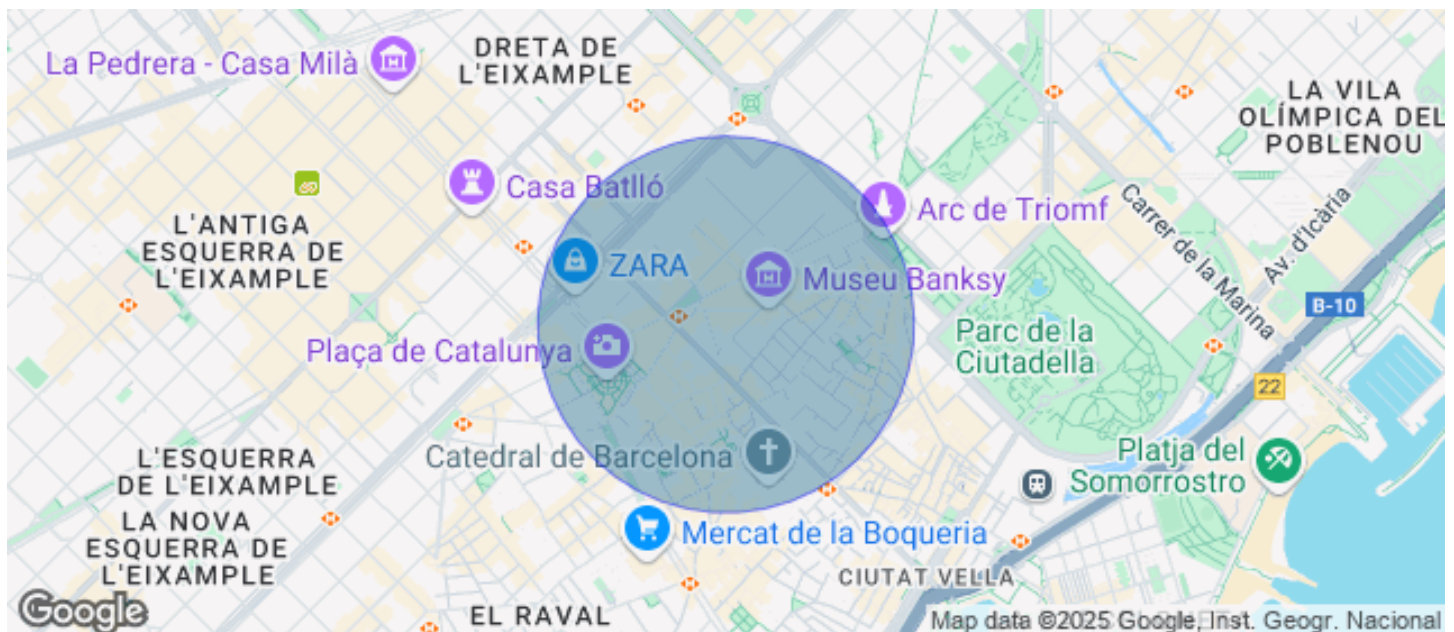 La Pedrera - Casa Milà
DRETA DE
L'EIXAMPLE
LA VILA
OLÍMPICA DEL
POBLENOU
Casa Batlló
Arc de Triomf
Carrer de la Marina
Av. d'Icària
L'ANTIGA
ESQUERRA DE
L'EIXAMPLE
ZARA
Museu Banksy
B-10
Plaça de Catalunya
Parc de la
Ciutadella
22
Catedral de Barcelona
L'ESQUERRA
DE L'EIXAMPLE
Platja del
Somorrostro
LA NOVA
ESQUERRA DE
L'EIXAMPLE
Mercat de la Boqueria
CIUTAT VELLA
EL RAVAL
Google
Map data ©2025 Google, Inst. Geogr. Nacional